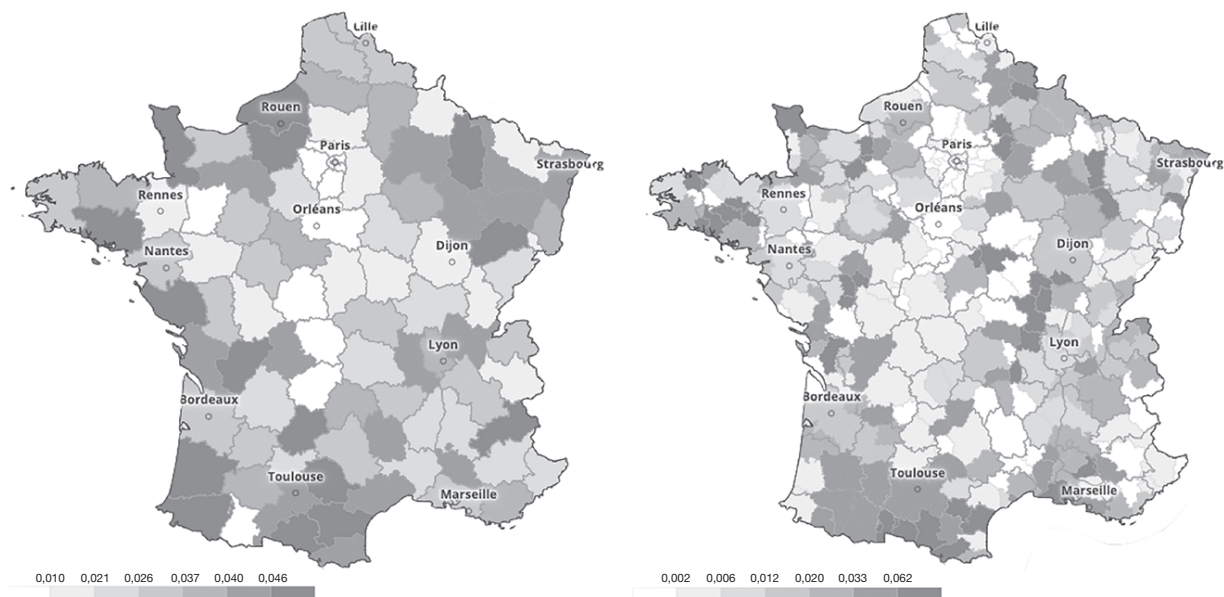 Lille
Rouen
Paris
Strasbourg
Rennes
Orléans
Nantes
Dijon
Lyon
Bordeaux
Toulouse
Marseille
0,010 0,021 0,026 0,037 0,040 0,046
Lille
Rouen
Paris
Strasbourg
Rennes
Orléans
Nantes
Dijon
Lyon
Bordeaux
Toulouse
Marseille
0,002 0,006 0,012 0,020 0,033 0,062